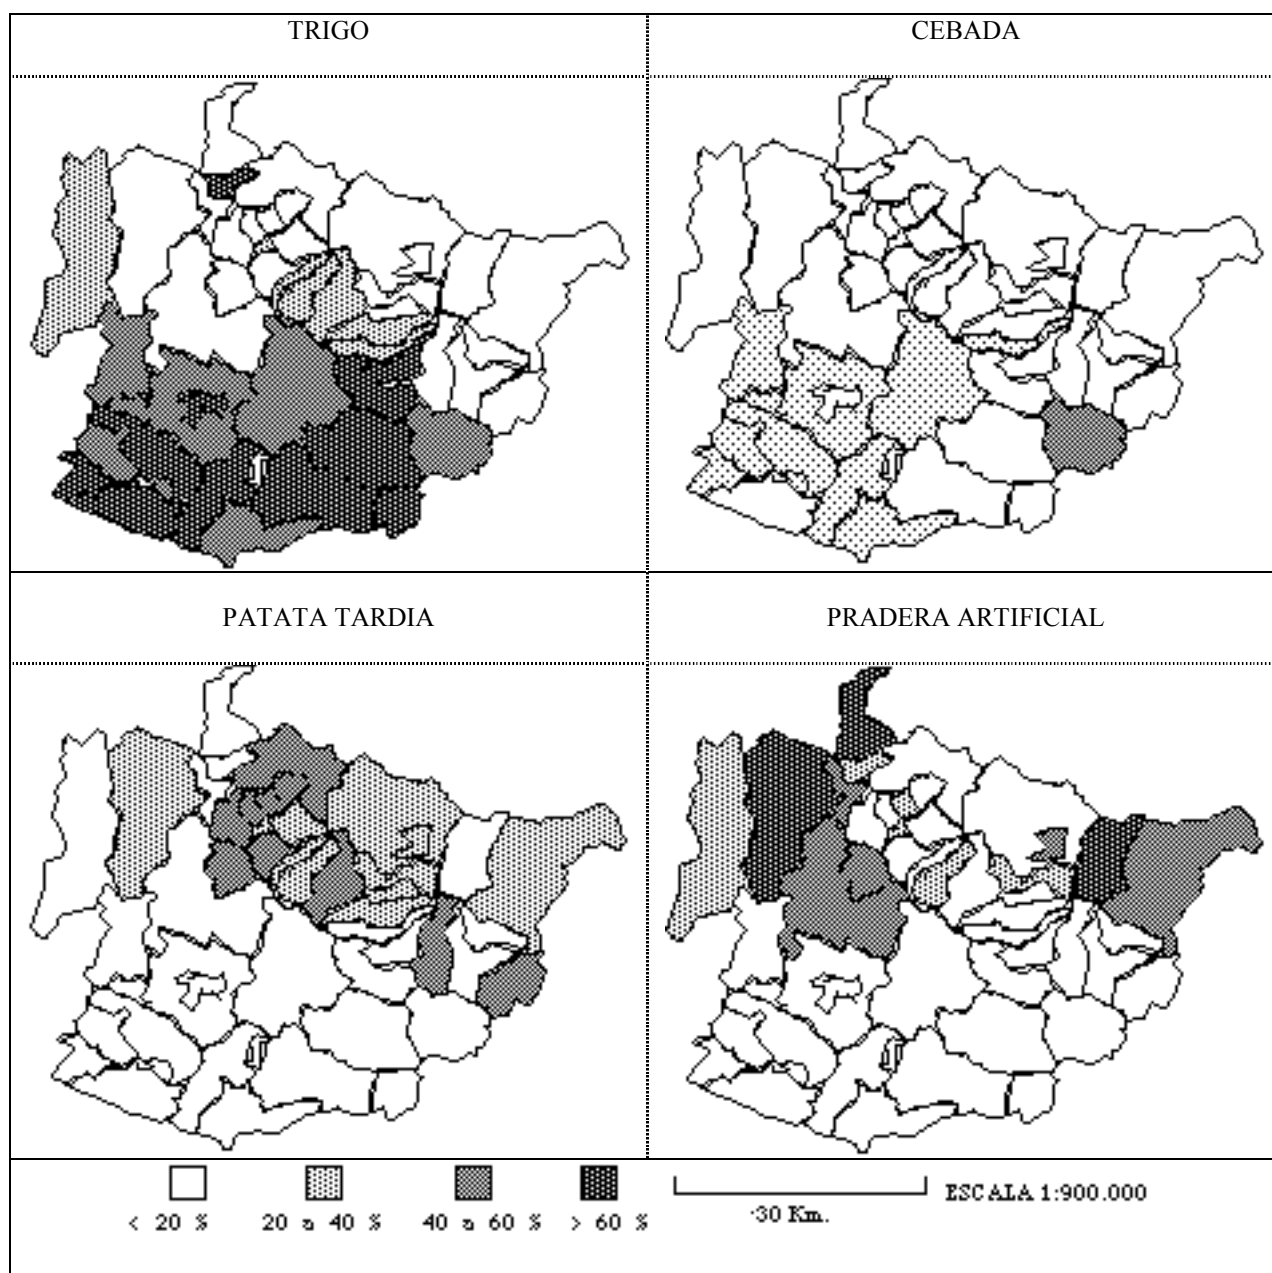 TRIGO
CEBADA
PATATA TARDIA
PRADERA ARTIFICIAL
< 20 % 20 a 40 % 40 a 60 % > 60 %
30 Km.
ESCALA 1:900.000